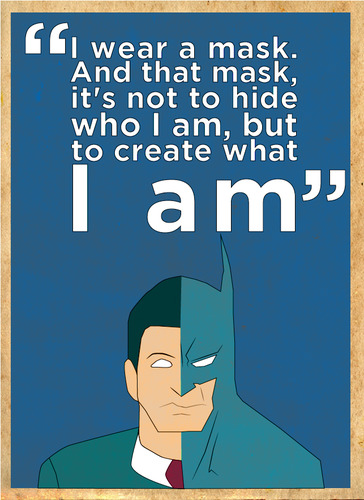 “I wear a mask.
And that mask,
it's not to hide
who I am, but
to create what
I am”